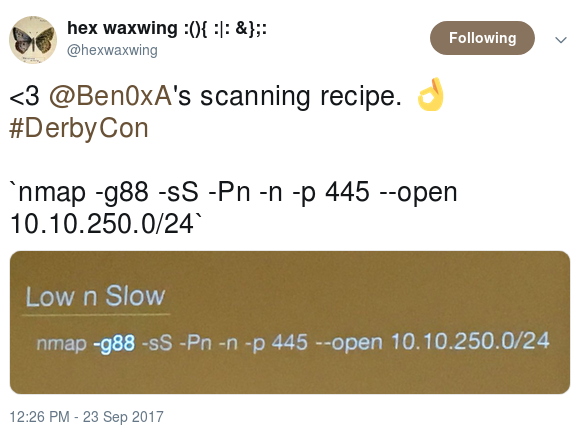 hex waxwing :(){ :|: &};:
@hexwaxwing
Following
<3 @Ben0xA's scanning recipe. 👌
#DerbyCon
`nmap -g88 -sS -Pn -n -p 445 --open
10.10.250.0/24`
Low n Slow
nmap -g88 -sS -Pn -n -p 445 --open 10.10.250.0/24
12:26 PM - 23 Sep 2017